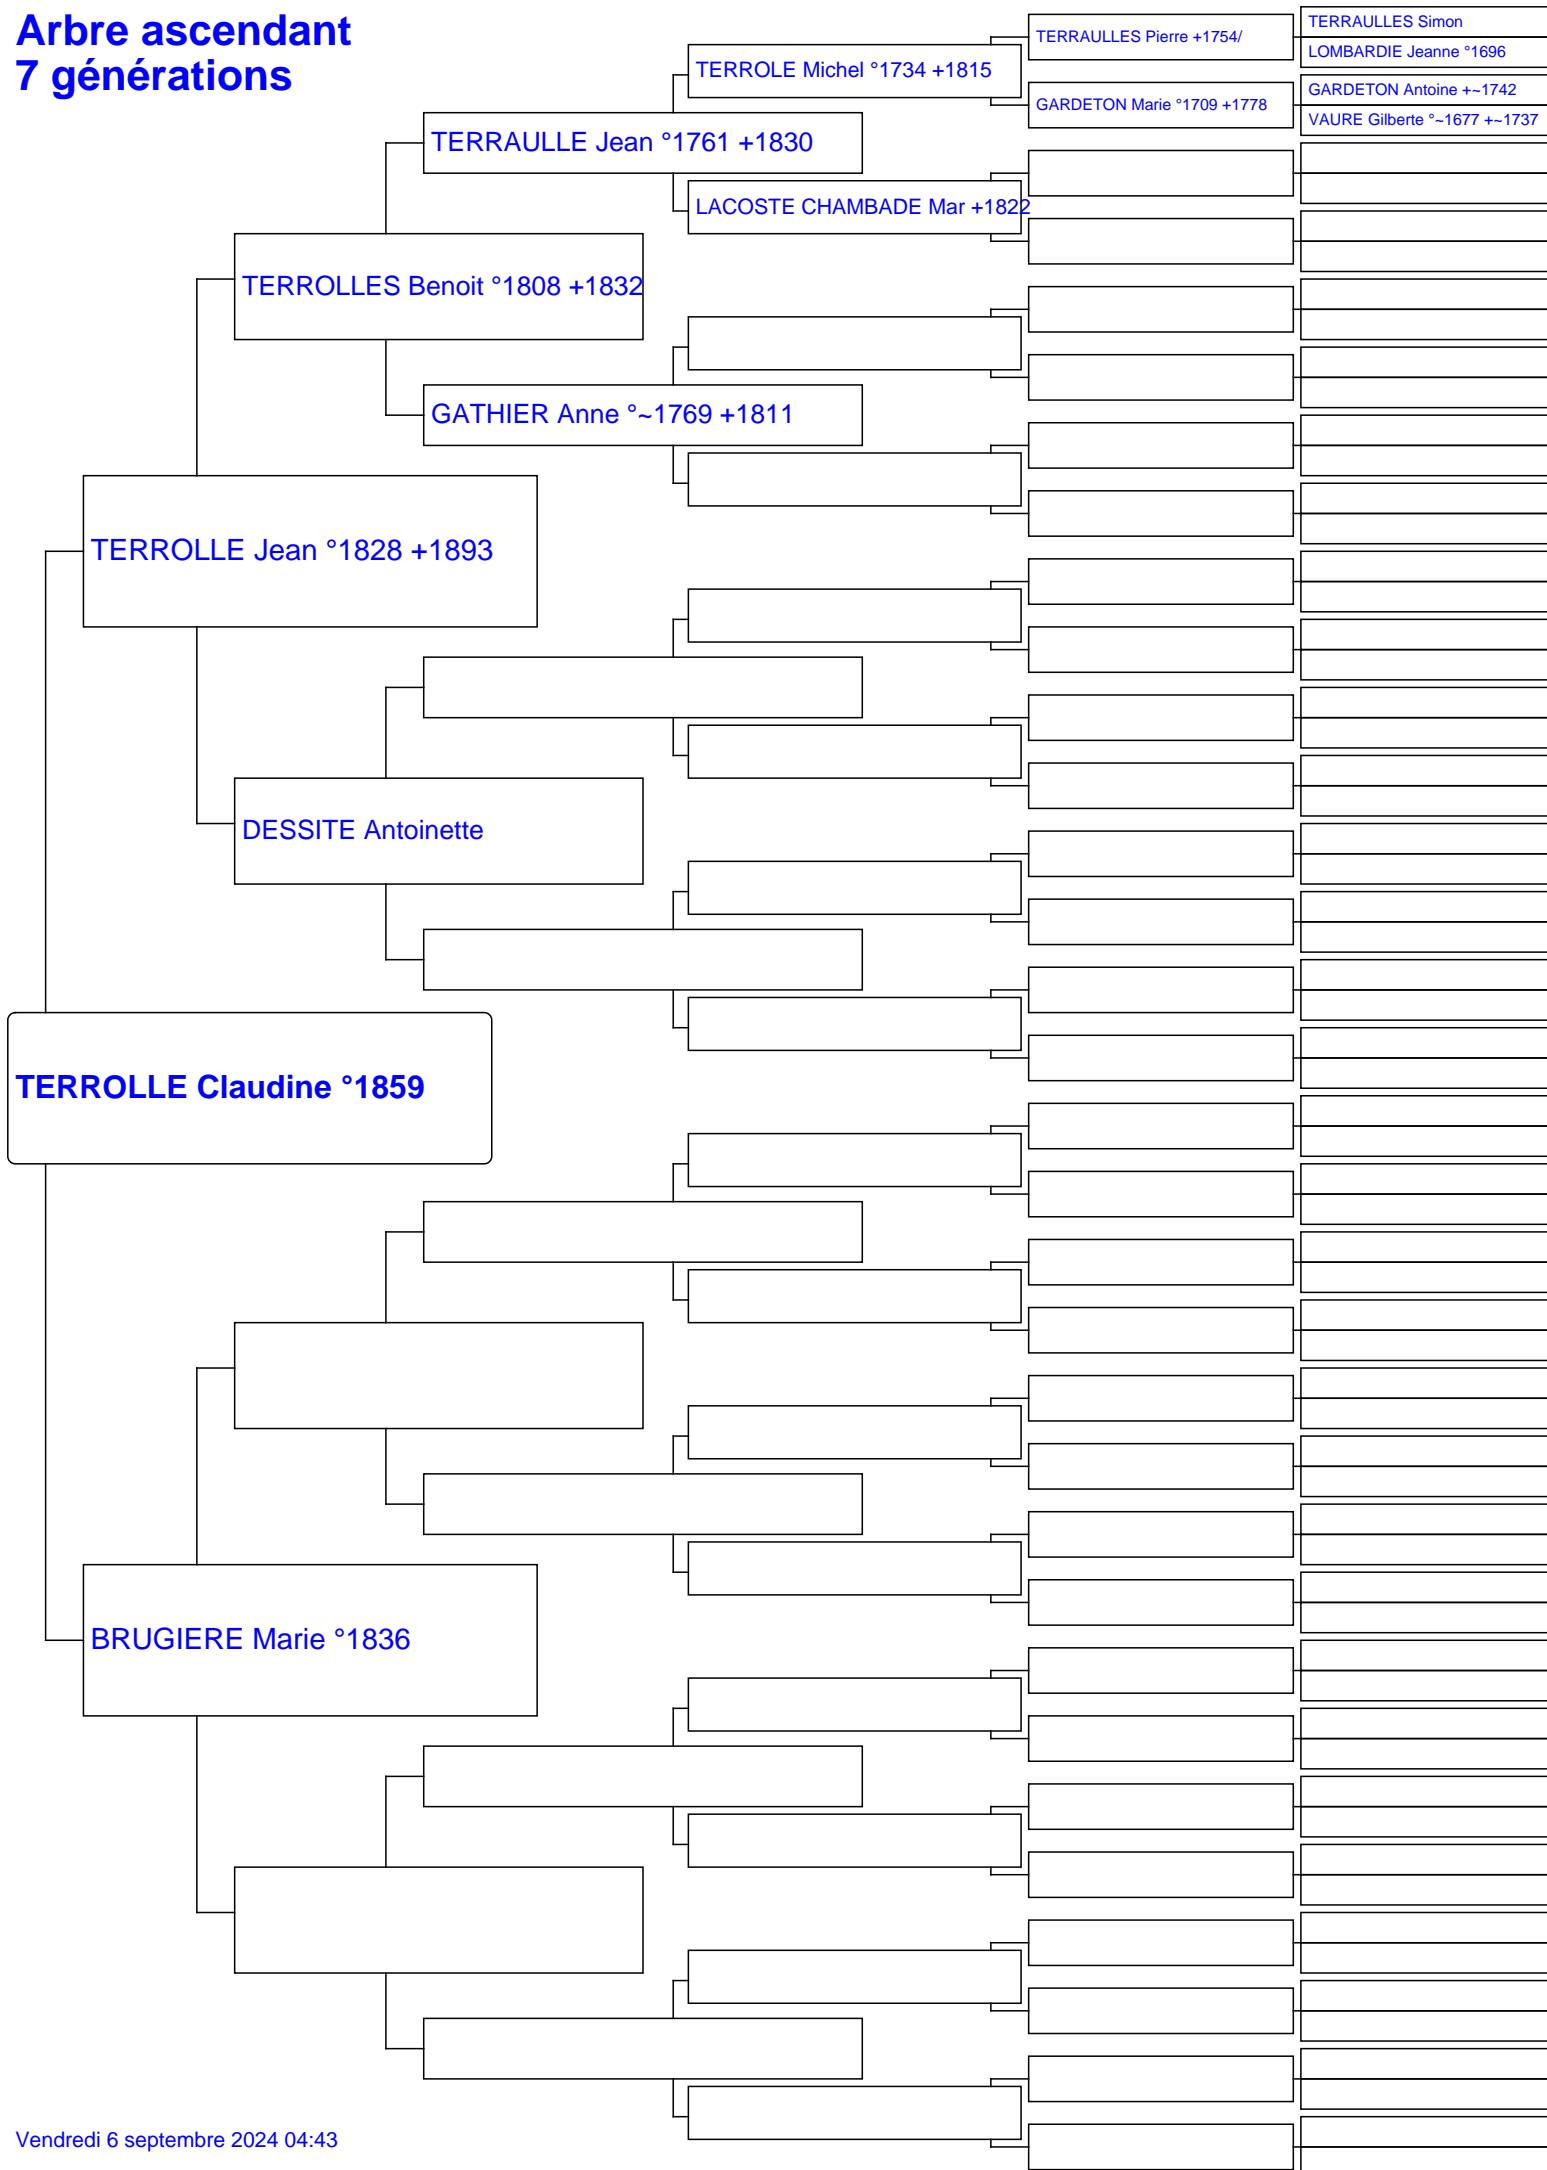 Arbre ascendant
7 générations
TERRAULLES Simon
TERRAULLES Pierre +1754/
LOMBARDIE Jeanne °1696
TERROLE Michel °1734 +1815
GARDETON Antoine +~1742
GARDETON Marie °1709 +1778
VAURE Gilberte °~1677 +~1737
TERRAULLE Jean °1761 +1830
LACOSTE CHAMBADE Mar +1822
TERROLLES Benoit °1808 +1832
GATHIER Anne °~1769 +1811
TERROLLE Jean °1828 +1893
DESSITE Antoinette
TERROLLE Claudine °1859
BRUGIERE Marie °1836
Vendredi 6 septembre 2024 04:43